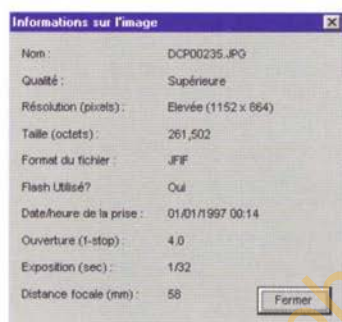 Informations sur l'image
Nom : DCP00235.JPG
Qualité : Supérieure
Résolution (pixels) : Elevée (1152 x 864)
Taille (octets) : 261,502
Format du fichier : JFIF
Flash Utilisé? Oui
Date/heure de la prise : 01/01/1997 00:14
Ouverture (f-stop) : 4.0
Exposition (sec) : 1/32
Distance focale (mm) : 58
Fermer